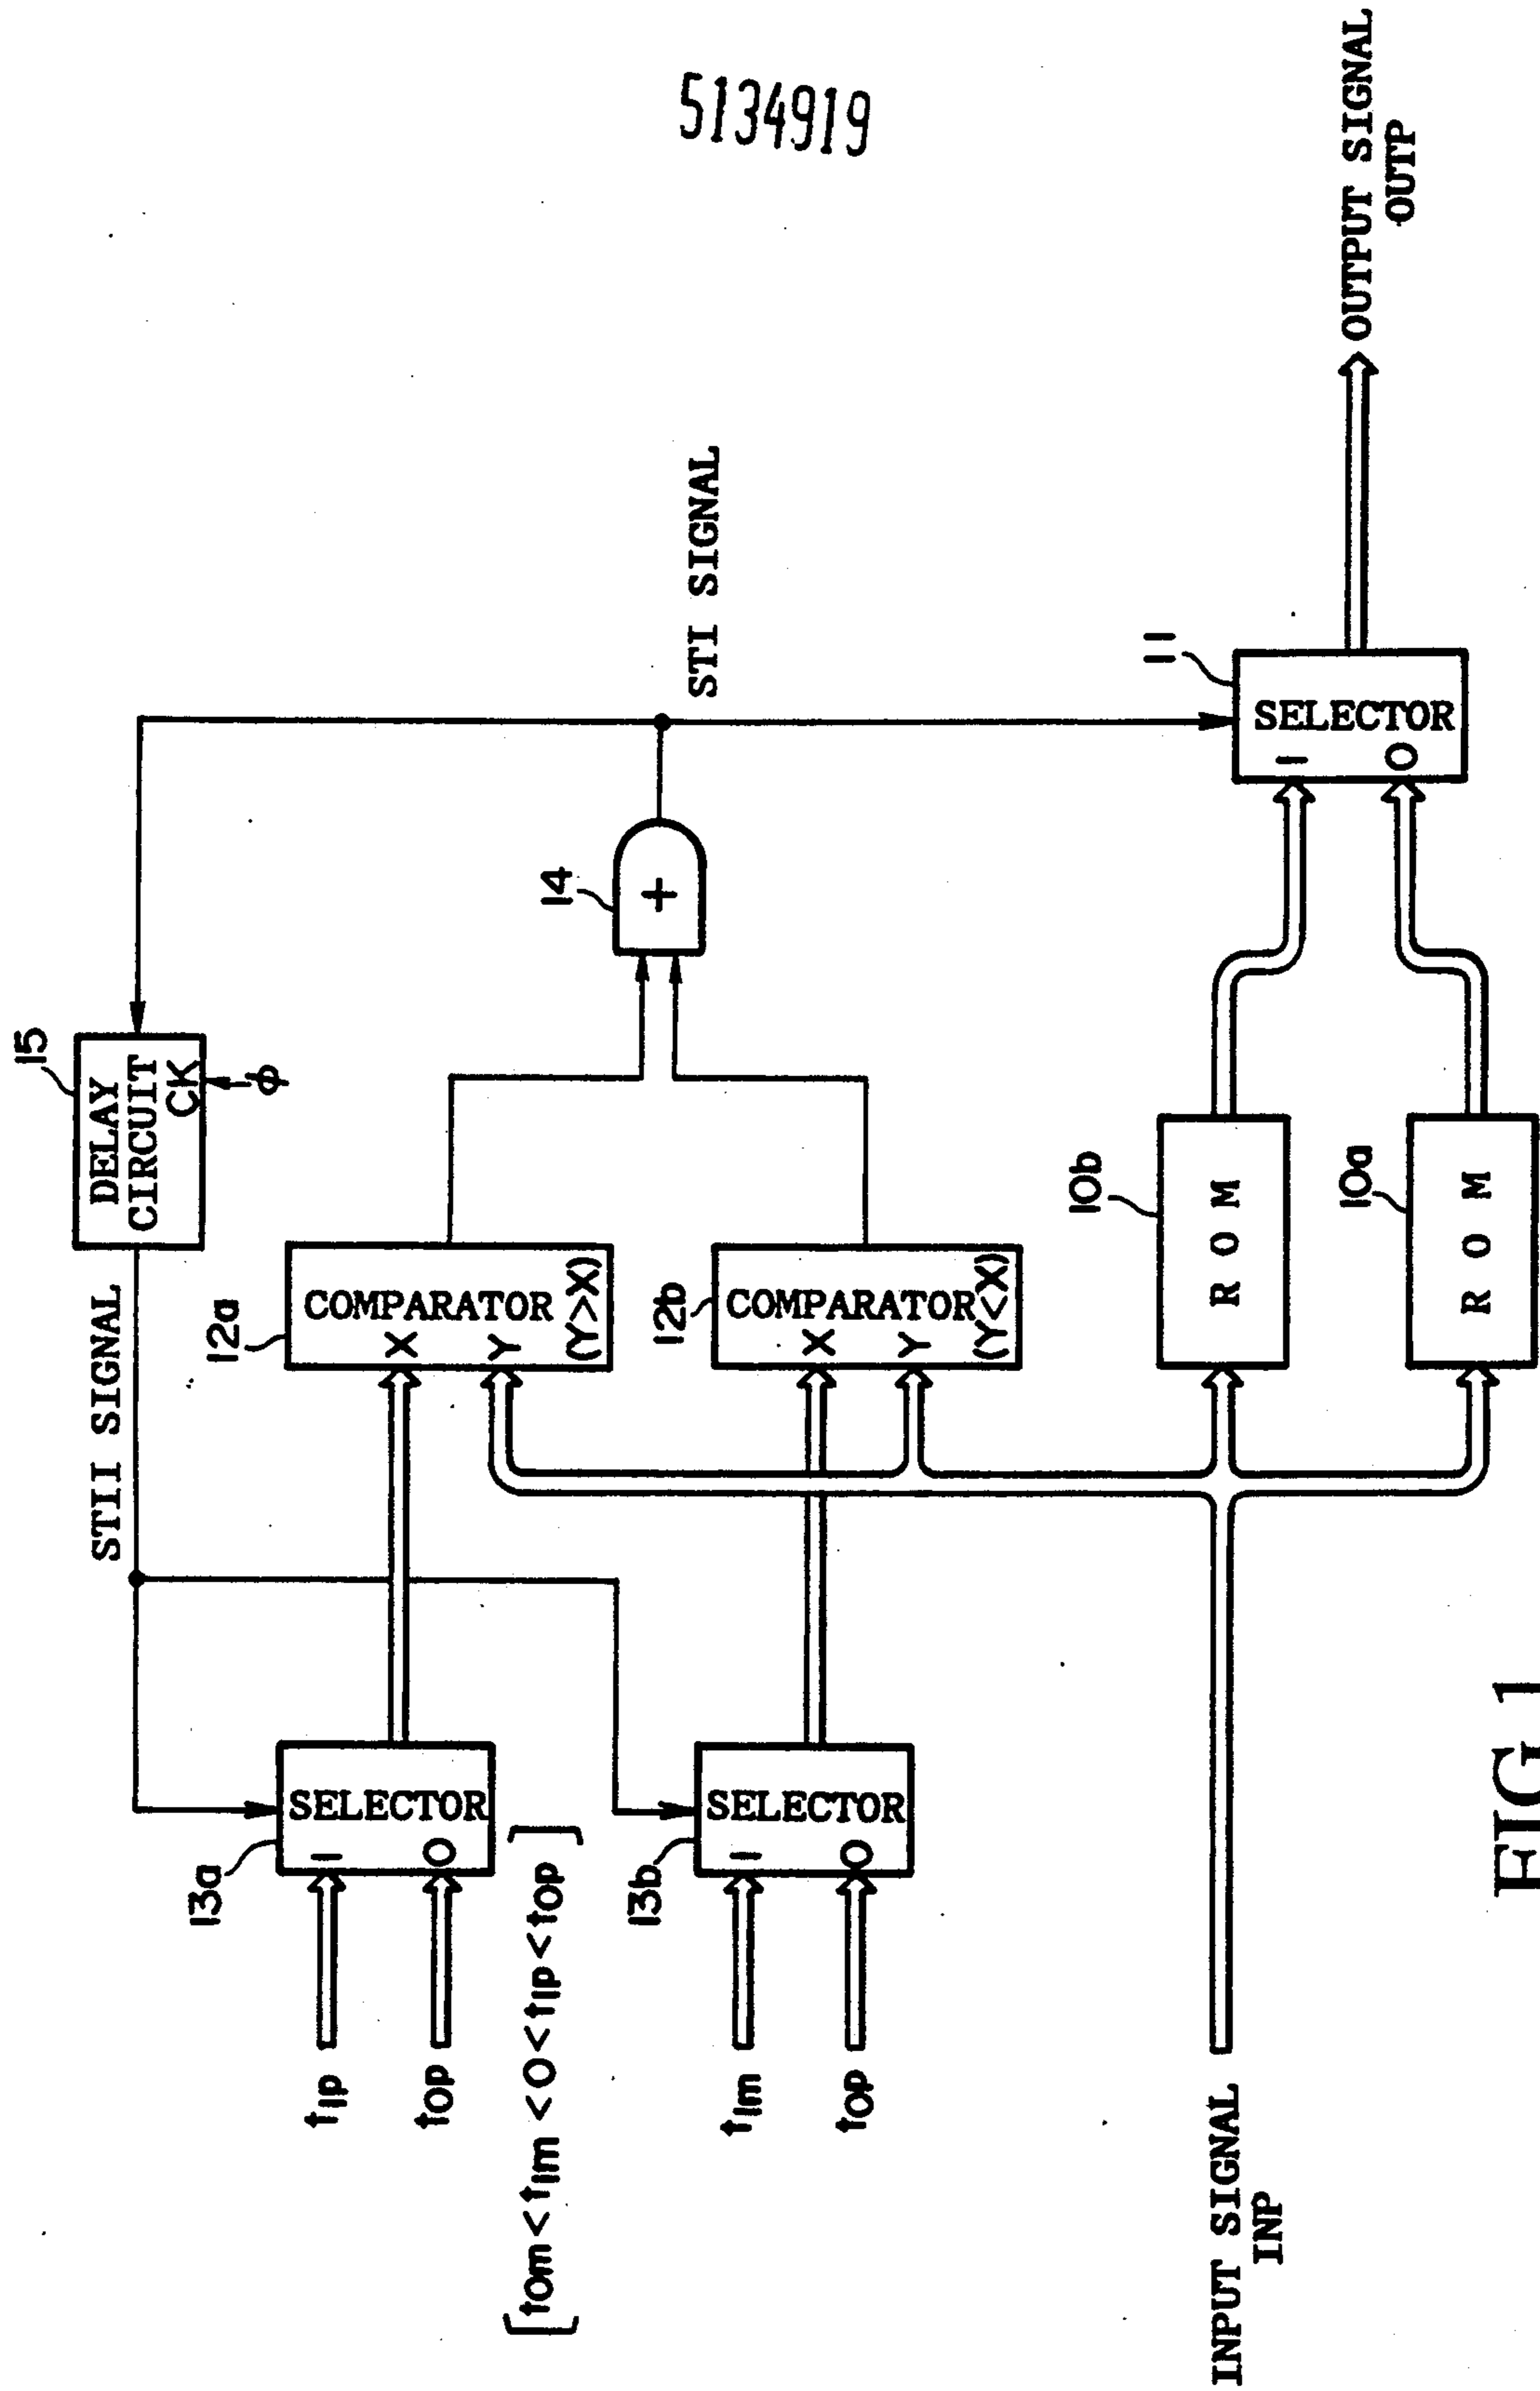 5134919
15
DELAY
CIRCUIT
CK
φ
STII SIGNAL
STI SIGNAL
13a
SELECTOR
1
0
t1p
t0p
[t0m<t1m<0<t1p<t0p]
12a
COMPARATOR
X
Y
(Y>X)
14
+
13b
SELECTOR
1
0
t1m
t0p
12b
COMPARATOR
X
Y
(Y<X)
INPUT SIGNAL
INP
10b
ROM
10a
ROM
11
SELECTOR
1
0
OUTPUT SIGNAL
OUTP
FIG.1